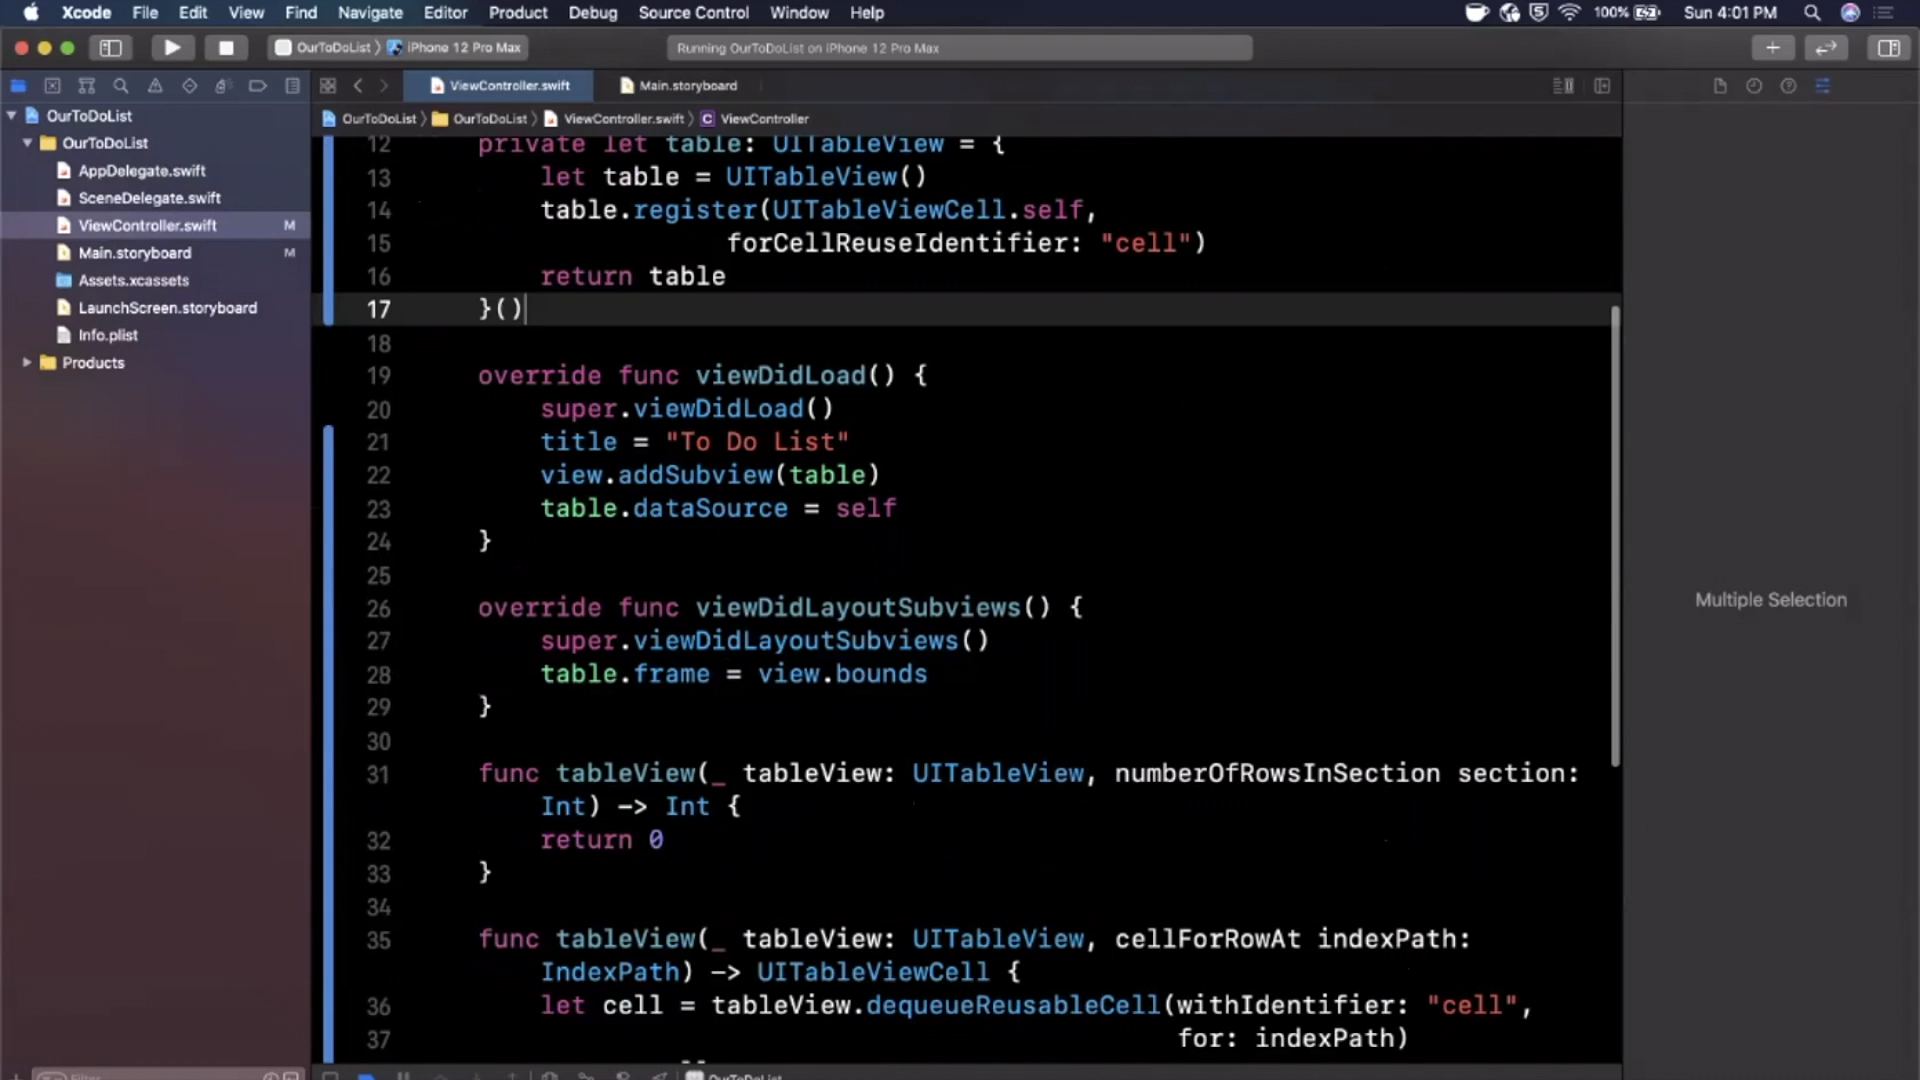 Xcode File Edit View Find Navigate Editor Product Debug Source Control Window Help 100% Sun 4:01 PM
OurToDoList 〉 iPhone 12 Pro Max Running OurToDoList on iPhone 12 Pro Max
ViewController.swift Main.storyboard
OurToDoList 〉 OurToDoList 〉 ViewController.swift 〉 C ViewController
OurToDoList
OurToDoList
AppDelegate.swift
SceneDelegate.swift
ViewController.swift M
Main.storyboard M
Assets.xcassets
LaunchScreen.storyboard
Info.plist
Products
Filter
12 private let table: UITableView = {
13 let table = UITableView()
14 table.register(UITableViewCell.self,
15 forCellReuseIdentifier: "cell")
16 return table
17 }()
18
19 override func viewDidLoad() {
20 super.viewDidLoad()
21 title = "To Do List"
22 view.addSubview(table)
23 table.dataSource = self
24 }
25
26 override func viewDidLayoutSubviews() {
27 super.viewDidLayoutSubviews()
28 table.frame = view.bounds
29 }
30
31 func tableView(_ tableView: UITableView, numberOfRowsInSection section:
Int) -> Int {
32 return 0
33 }
34
35 func tableView(_ tableView: UITableView, cellForRowAt indexPath:
IndexPath) -> UITableViewCell {
36 let cell = tableView.dequeueReusableCell(withIdentifier: "cell",
37 for: indexPath)
OurToDoList
Multiple Selection